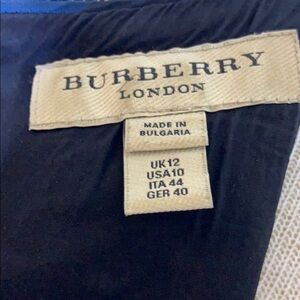 BURBERRY
LONDON
MADE IN
BULGARIA
UK12
USA10
ITA 44
GER 40